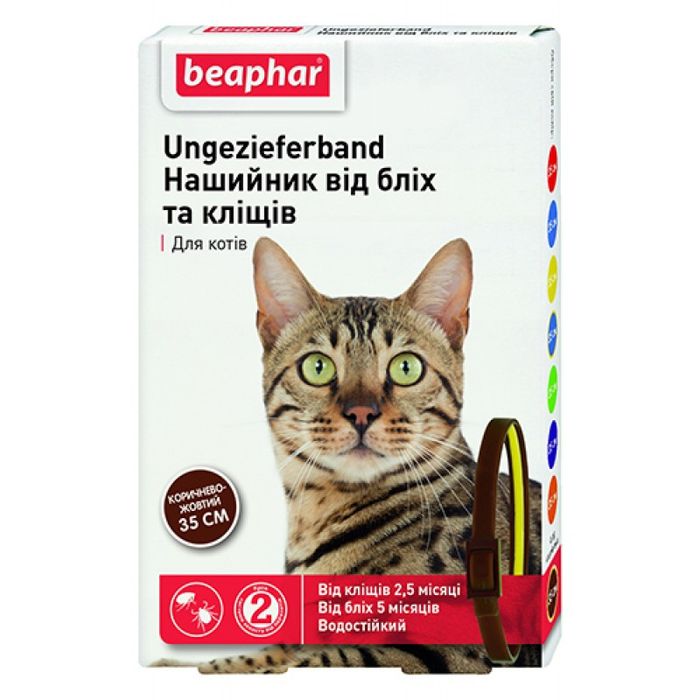 beaphar
Ungezieferband
Нашийник від бліх
та кліщів
Для котів
КОРИЧНЕВО-
ЖОВТИЙ
35 СМ
2
Від кліщів 2,5 місяці
Від бліх 5 місяців
Водостійкий